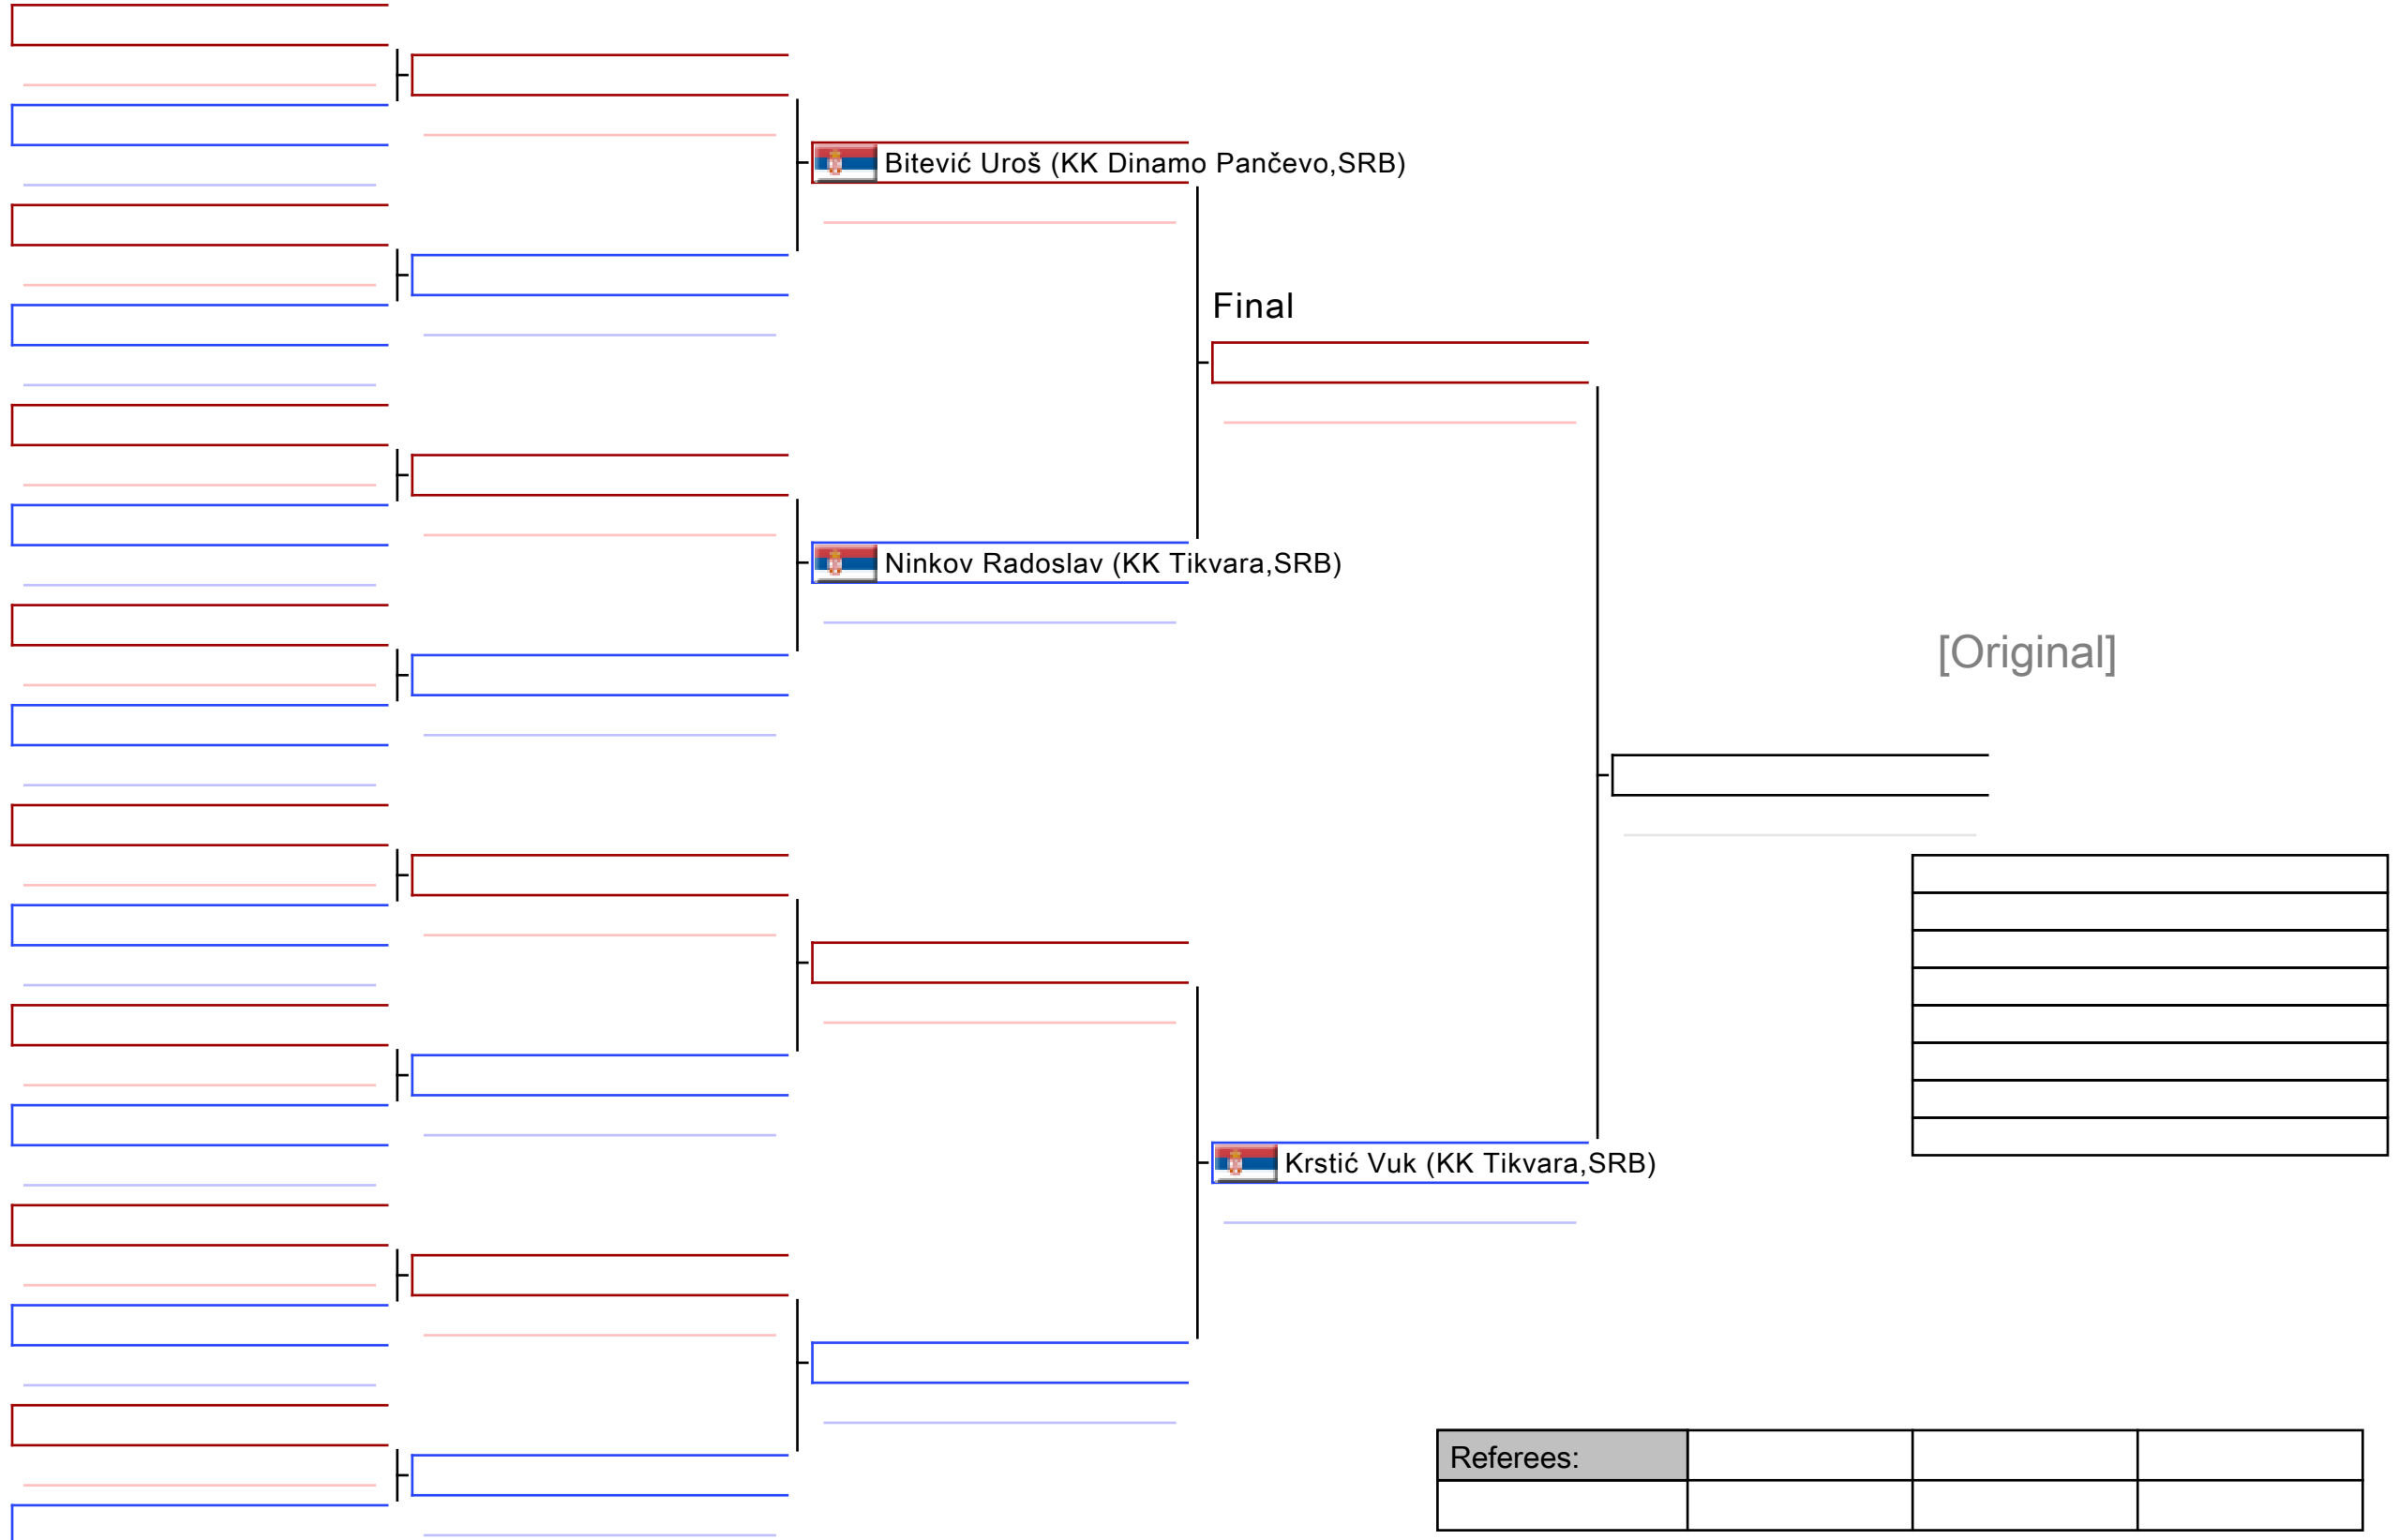 Bitević Uroš (KK Dinamo Pančevo,SRB)
Final
Ninkov Radoslav (KK Tikvara,SRB)
[Original]
Krstić Vuk (KK Tikvara,SRB)
Referees: